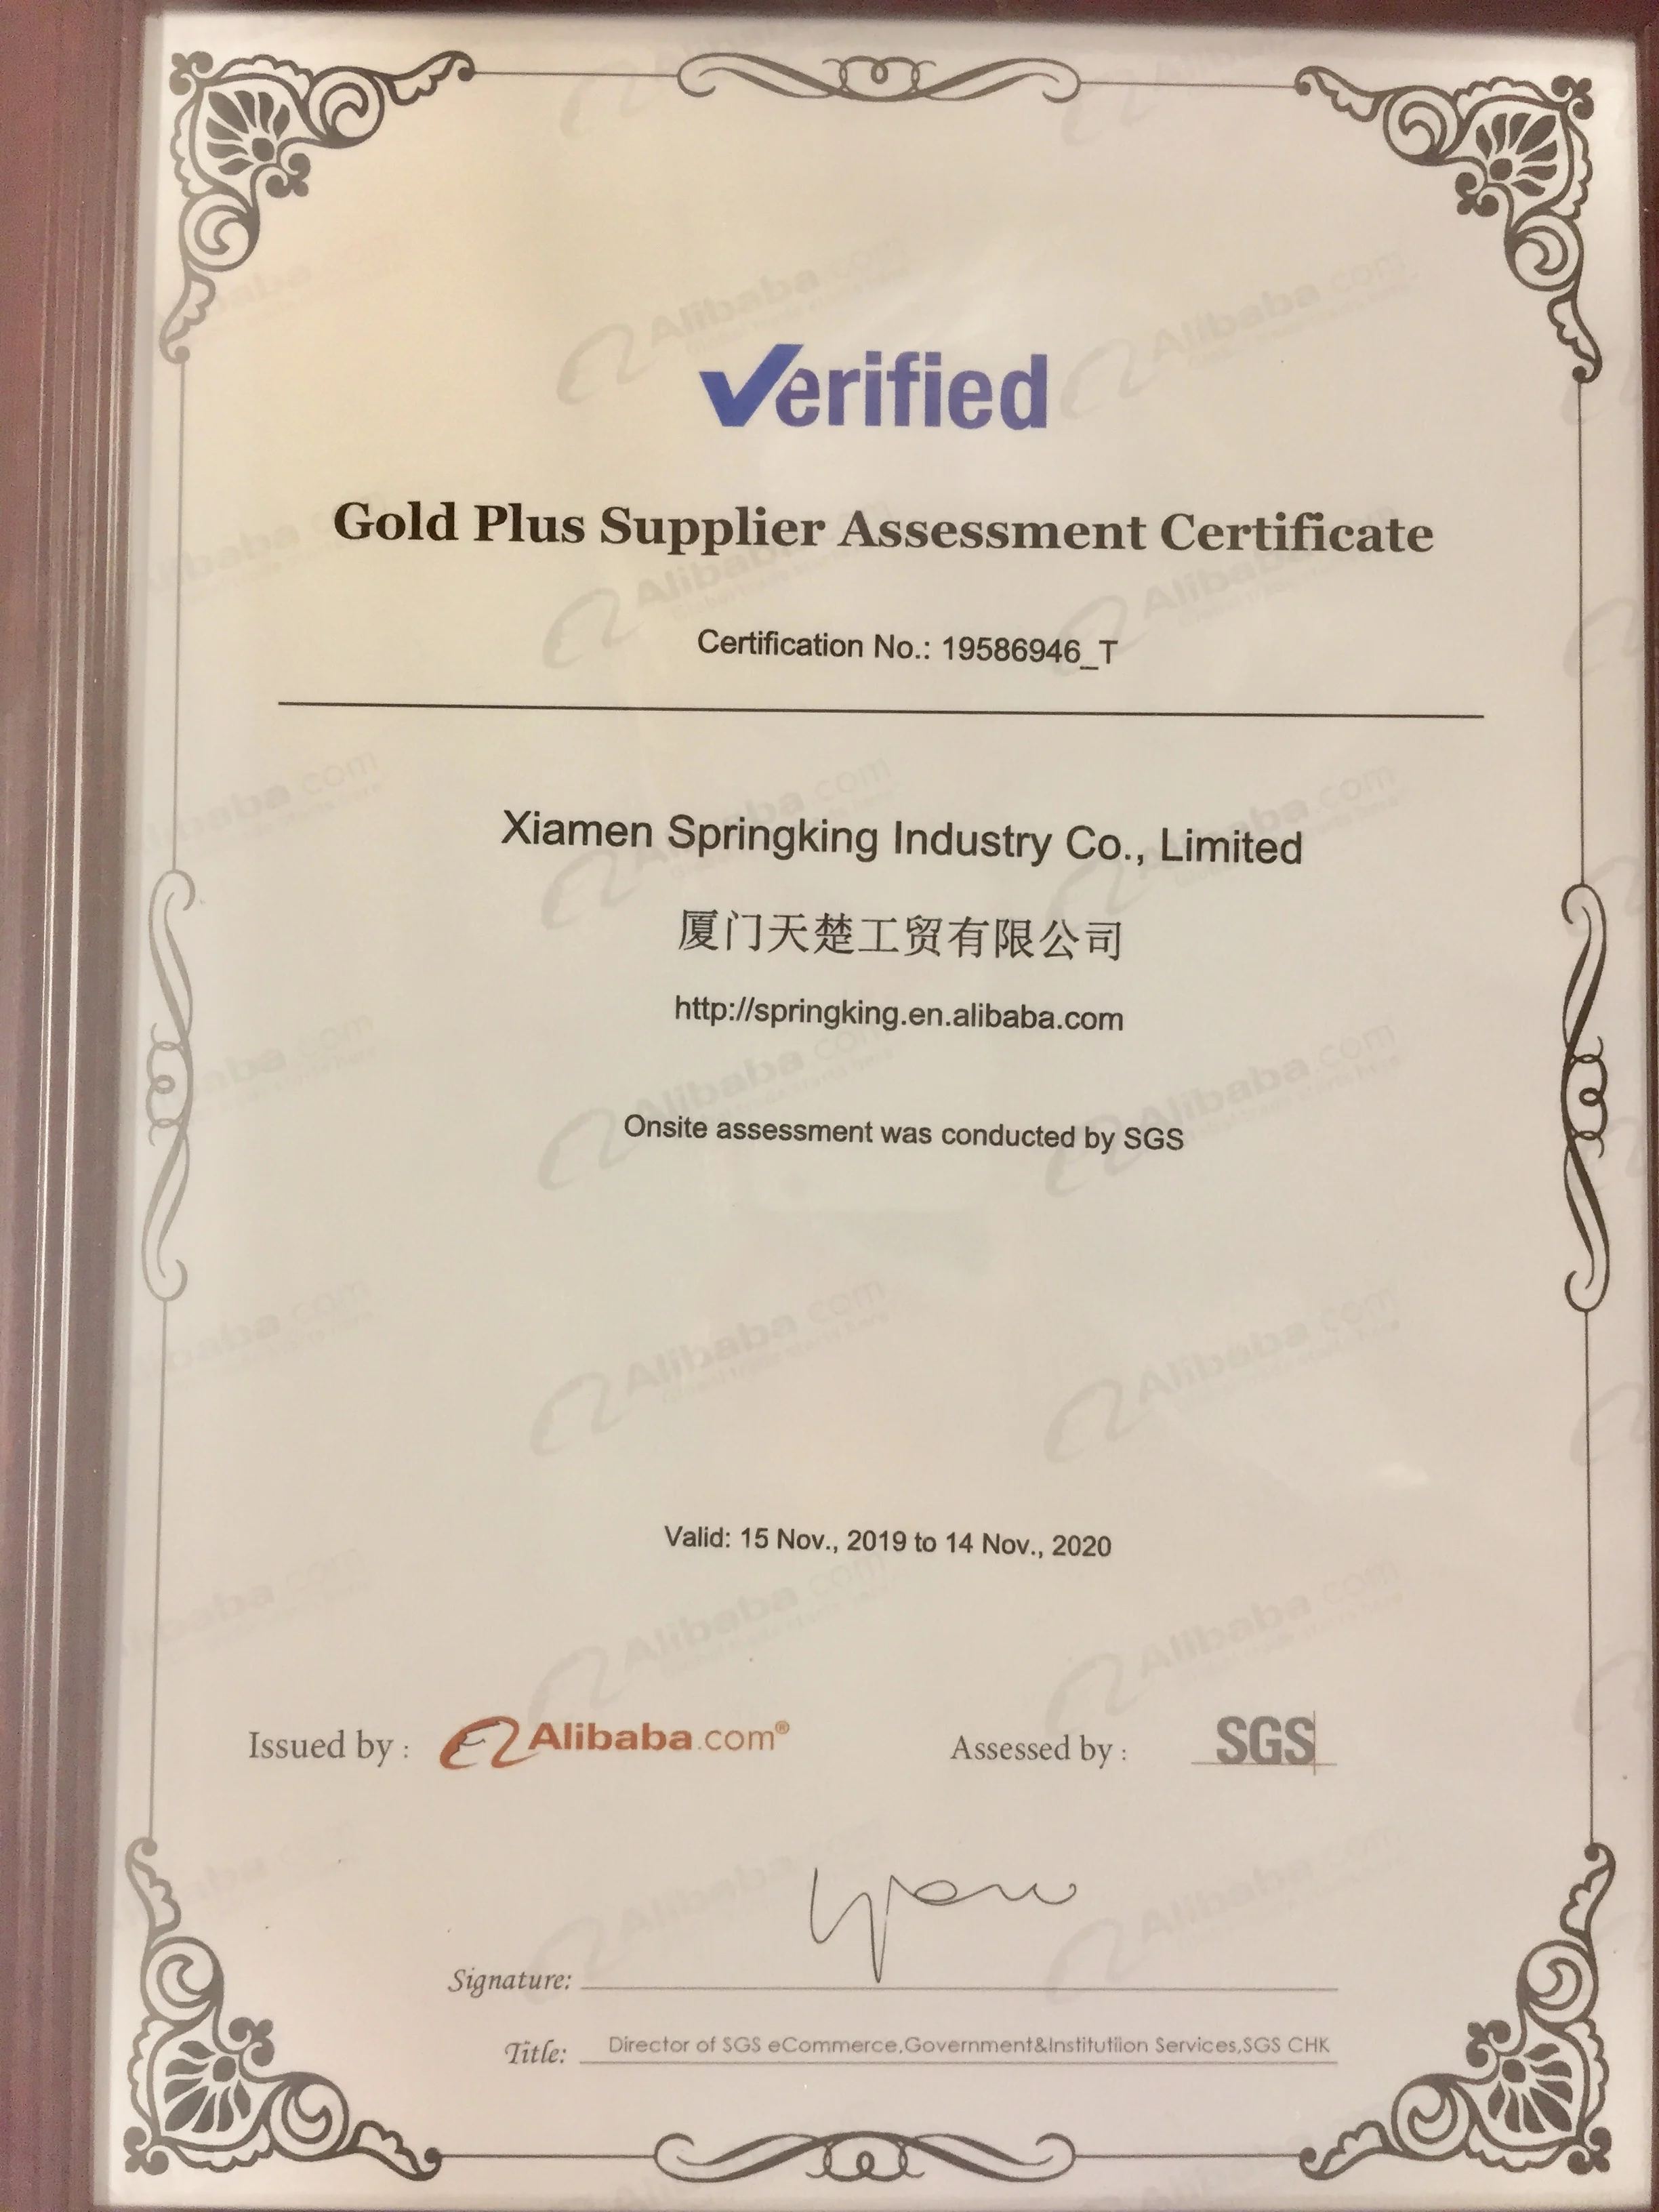 Verified
Gold Plus Supplier Assessment Certificate
Certification No.: 19586946_T
Xiamen Springking Industry Co., Limited
厦门天楚工贸有限公司
http://springking.en.alibaba.com
Onsite assessment was conducted by SGS
Valid: 15 Nov., 2019 to 14 Nov., 2020
Issued by : Alibaba.com® Assessed by : SGS
Signature:
Title: Director of SGS eCommerce,Government&Institutiion Services,SGS CHK